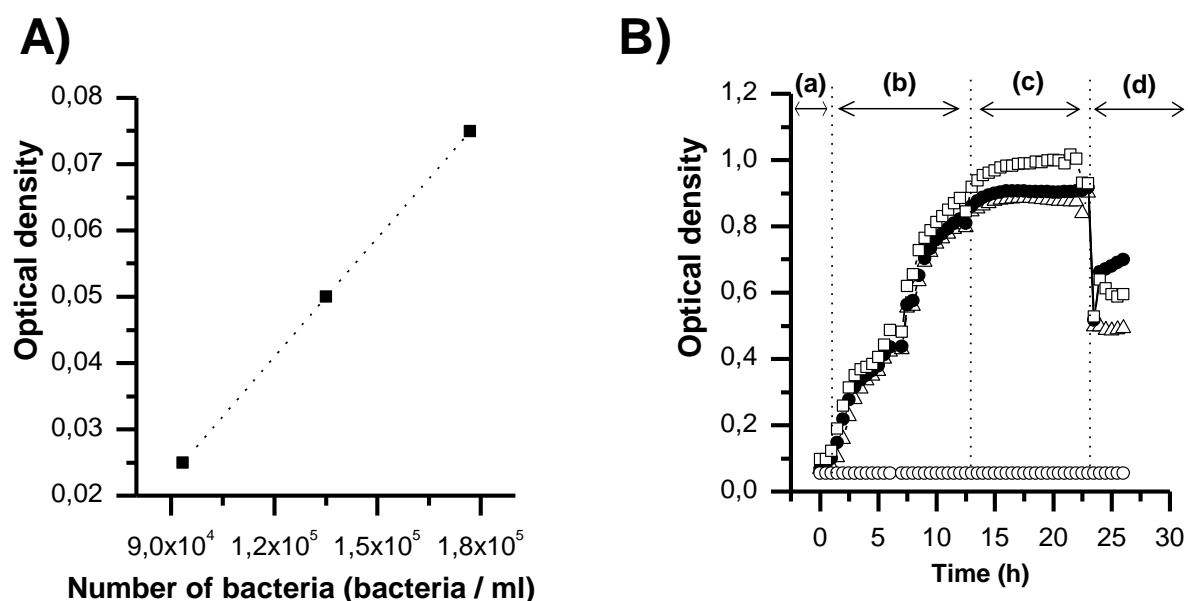 A)
0,08
0,07
0,06
0,05
0,04
0,03
0,02
Optical density
9,0x10⁴ 1,2x10⁵ 1,5x10⁵ 1,8x10⁵
Number of bacteria (bacteria / ml)
B)
(a) (b) (c) (d)
1,2
1,0
0,8
0,6
0,4
0,2
0,0
Optical density
0 5 10 15 20 25 30
Time (h)